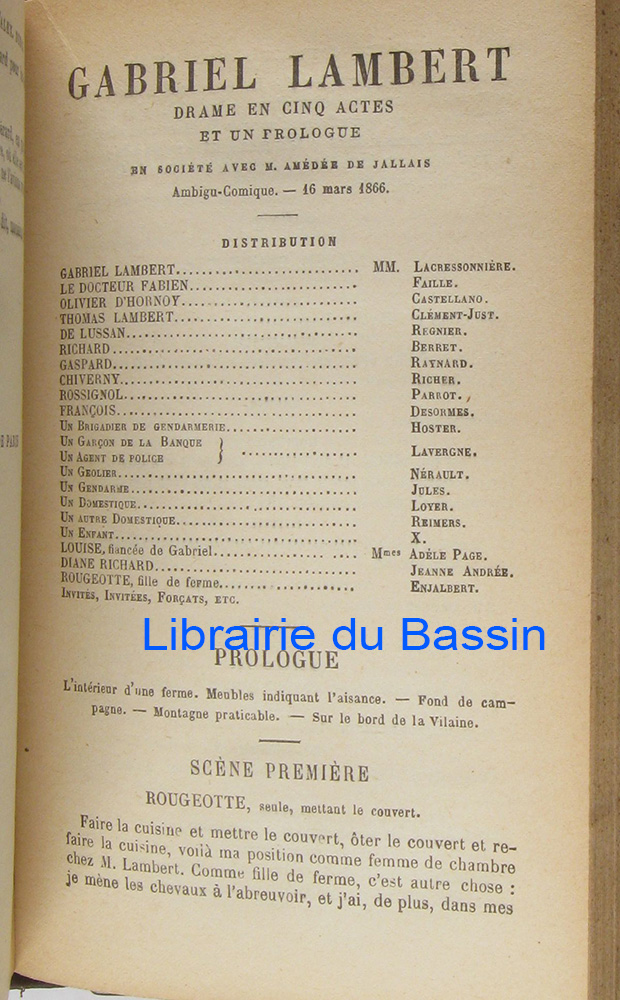 GABRIEL LAMBERT
DRAME EN CINQ ACTES
ET UN PROLOGUE
EN SOCIÉTÉ AVEC M. AMÉDÉE DE JALLAIS
Ambigu-Comique. — 16 mars 1866.
DISTRIBUTION
GABRIEL LAMBERT.......... MM. LACRESSONNIÈRE.
LE DOCTEUR FABIEN.......... FAILLE.
OLIVIER D'HORNOY.......... CASTELLANO.
THOMAS LAMBERT.......... CLÉMENT-JUST.
DE LUSSAN.......... REGNIER.
RICHARD.......... BERRET.
GASPARD.......... RAYNARD.
CHIVERNY.......... RICHER.
ROSSIGNOL.......... PARROT.
FRANÇOIS.......... DESORMES.
UN BRIGADIER DE GENDARMERIE.......... HOSTER.
UN GARÇON DE LA BANQUE
UN AGENT DE POLICE } .......... LAVERGNE.
UN GEOLIER.......... NÉRAULT.
UN GENDARME.......... JULES.
UN DOMESTIQUE.......... LOYER.
UN AUTRE DOMESTIQUE.......... REIMERS.
UN ENFANT.......... X.
LOUISE, fiancée de Gabriel.......... Mmes ADÈLE PAGE.
DIANE RICHARD.......... JEANNE ANDRÉE.
ROUGEOTTE, fille de ferme.......... ENJALBERT.
INVITÉS, INVITÉES, FORÇATS, ETC.
Librairie du Bassin
PROLOGUE
L'intérieur d'une ferme. Meubles indiquant l'aisance. — Fond de cam-
pagne. — Montagne praticable. — Sur le bord de la Vilaine.
SCÈNE PREMIÈRE
ROUGEOTTE, seule, mettant le couvert.
Faire la cuisine et mettre le couvert, ôter le couvert et re-
faire la cuisine, voilà ma position comme femme de chambre
chez M. Lambert. Comme fille de ferme, c'est autre chose :
je mène les chevaux à l'abreuvoir, et j'ai, de plus, dans mes